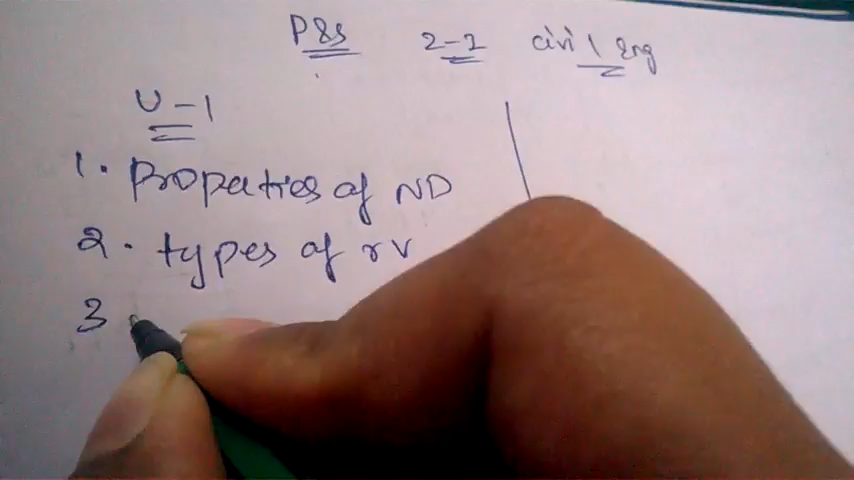 P&S 2-2 civil Eng
U-1
1. Properties of ND
2. types of rv
3